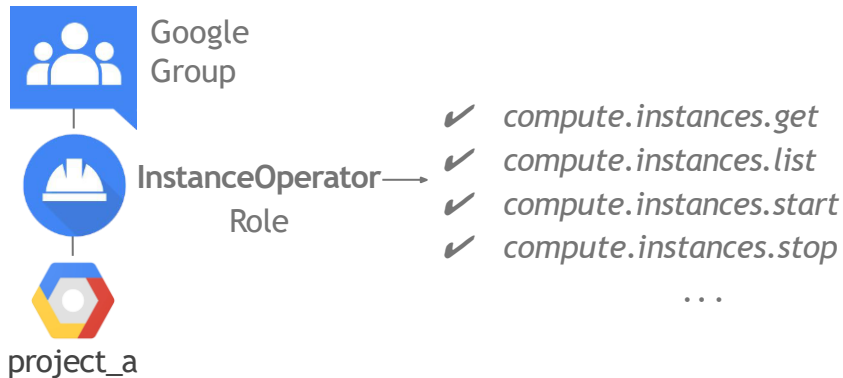 Google
Group
InstanceOperator
Role
project_a
✔ compute.instances.get
✔ compute.instances.list
✔ compute.instances.start
✔ compute.instances.stop
...